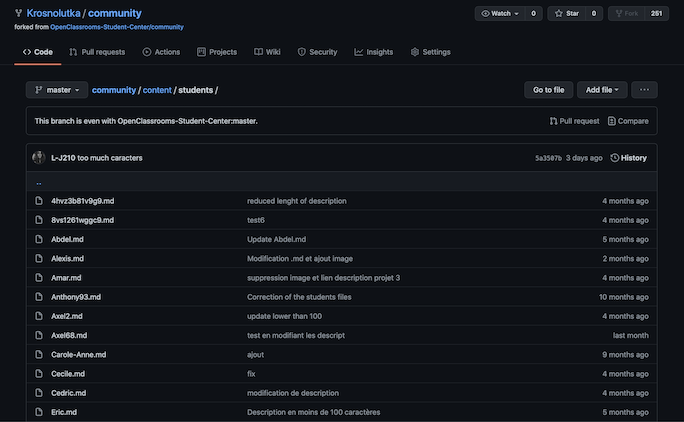 Krosnolutka / community
Watch 0 Star 0 Fork 251
forked from OpenClassrooms-Student-Center/community
Code Pull requests Actions Projects Wiki Security Insights Settings
master community / content / students / Go to file Add file ...
This branch is even with OpenClassrooms-Student-Center:master. Pull request Compare
L-J210 too much caracters 5a3507b 3 days ago History
..
4hvz3b81v9g9.md reduced lenght of description 4 months ago
8vs1261wggc9.md test6 4 months ago
Abdel.md Update Abdel.md 5 months ago
Alexis.md Modification .md et ajout image 2 months ago
Amar.md suppression image et lien description projet 3 4 months ago
Anthony93.md Correction of the students files 10 months ago
Axel2.md update lower than 100 4 months ago
Axel68.md test en modifiant les descript last month
Carole-Anne.md ajout 9 months ago
Cecile.md fix 4 months ago
Cedric.md modification de description 4 months ago
Eric.md Description en moins de 100 caractères 5 months ago